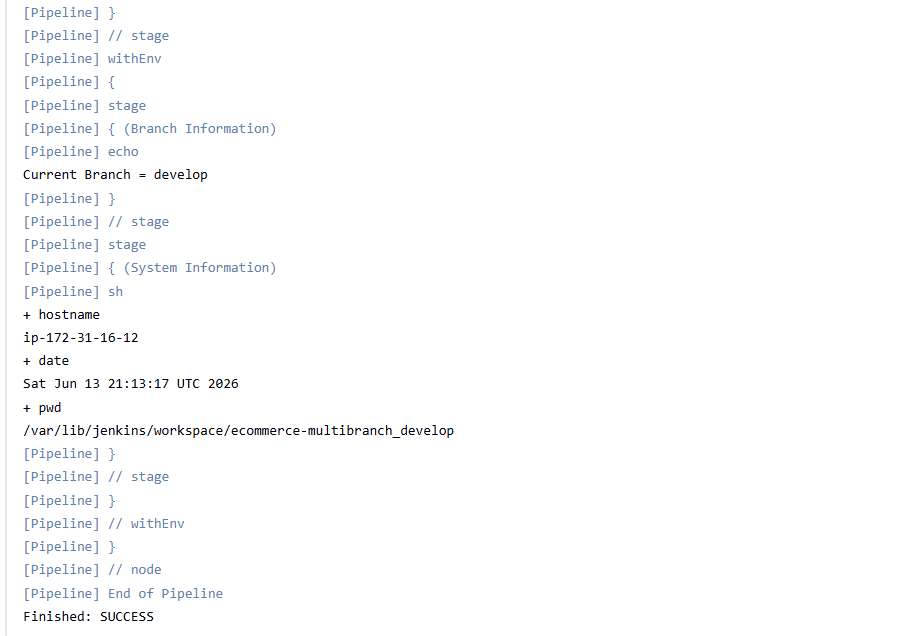 [Pipeline] }
[Pipeline] // stage
[Pipeline] withEnv
[Pipeline] {
[Pipeline] stage
[Pipeline] { (Branch Information)
[Pipeline] echo
Current Branch = develop
[Pipeline] }
[Pipeline] // stage
[Pipeline] stage
[Pipeline] { (System Information)
[Pipeline] sh
+ hostname
ip-172-31-16-12
+ date
Sat Jun 13 21:13:17 UTC 2026
+ pwd
/var/lib/jenkins/workspace/ecommerce-multibranch_develop
[Pipeline] }
[Pipeline] // stage
[Pipeline] }
[Pipeline] // withEnv
[Pipeline] }
[Pipeline] // node
[Pipeline] End of Pipeline
Finished: SUCCESS